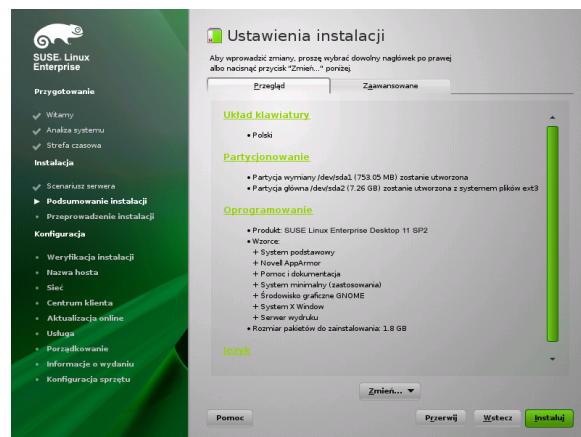 SUSE. Linux
Enterprise
Przygotowanie
Witamy
Analiza systemu
Strefa czasowa
Instalacja
Scenariusz serwera
Podsumowanie instalacji
Przeprowadzenie instalacji
Konfiguracja
Weryfikacja instalacji
Nazwa hosta
Sieć
Centrum klienta
Aktualizacja online
Usługa
Porządkowanie
Informacje o wydaniu
Konfiguracja sprzętu
Ustawienia instalacji
Aby wprowadzić zmiany, proszę wybrać dowolny nagłówek po prawej
albo nacisnąć przycisk "Zmień..." poniżej.
Przegląd
Zaawansowane
Układ klawiatury
• Polski
Partycjonowanie
• Partycja wymiany /dev/sda1 (753.05 MB) zostanie utworzona
• Partycja główna /dev/sda2 (7.26 GB) zostanie utworzona z systemem plików ext3
Oprogramowanie
• Produkt: SUSE Linux Enterprise Desktop 11 SP2
• Wzorce:
+ System podstawowy
+ Novell AppArmor
+ Pomoc i dokumentacja
+ System minimalny (zastosowania)
+ Środowisko graficzne GNOME
+ System X Window
+ Serwer wydruku
• Rozmiar pakietów do zainstalowania: 1.8 GB
Język
Zmień...
Pomoc
Przerwij
Wstecz
Instaluj